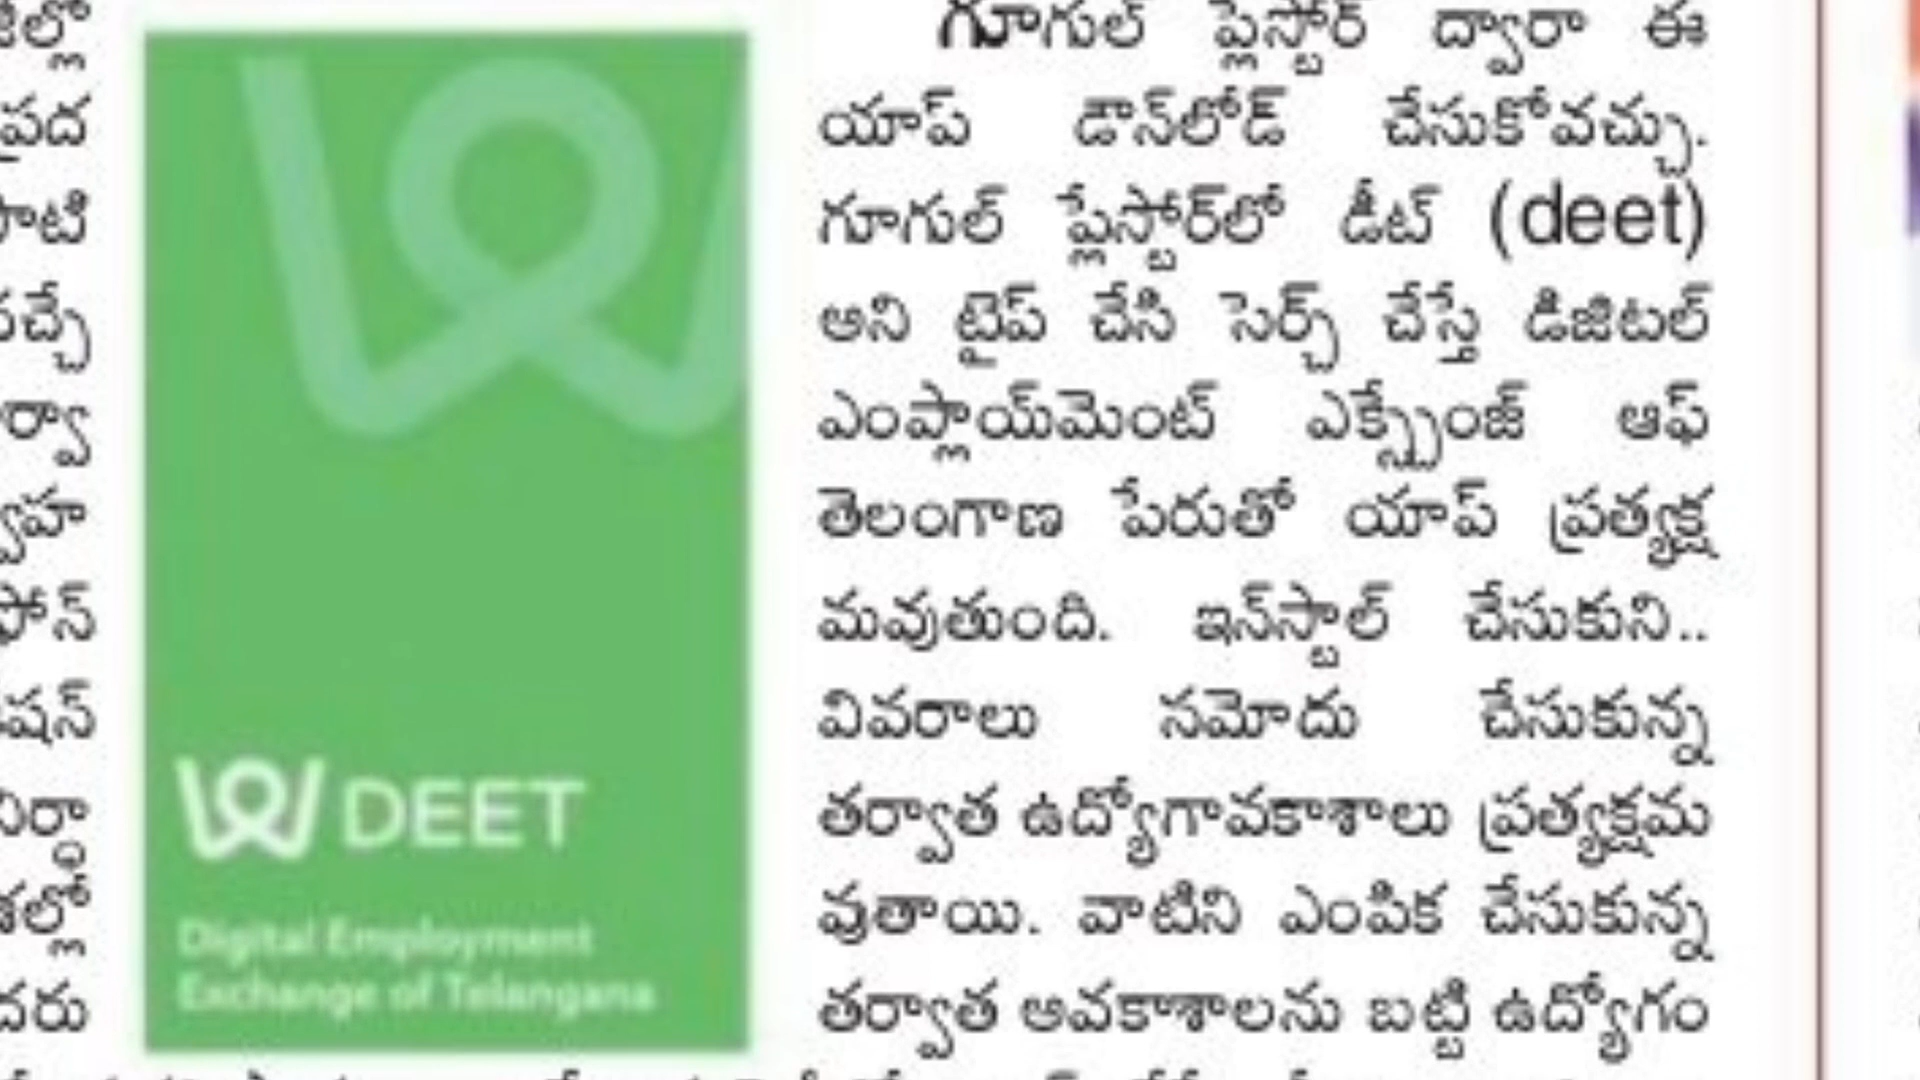 DEET
Digital Employment
Exchange of Telangana
గూగుల్ ప్లేస్టోర్ ద్వారా ఈ
యాప్ డౌన్‌లోడ్ చేసుకోవచ్చు.
గూగుల్ ప్లేస్టోర్‌లో డీట్ (deet)
అని టైప్ చేసి సెర్చ్ చేస్తే డిజిటల్
ఎంప్లాయ్‌మెంట్ ఎక్స్ఛేంజ్ ఆఫ్
తెలంగాణ పేరుతో యాప్ ప్రత్యక్ష
మవుతుంది. ఇన్‌స్టాల్ చేసుకుని..
వివరాలు నమోదు చేసుకున్న
తర్వాత ఉద్యోగావకాశాలు ప్రత్యక్షమ
వుతాయి. వాటిని ఎంపిక చేసుకున్న
తర్వాత అవకాశాలను బట్టి ఉద్యోగం